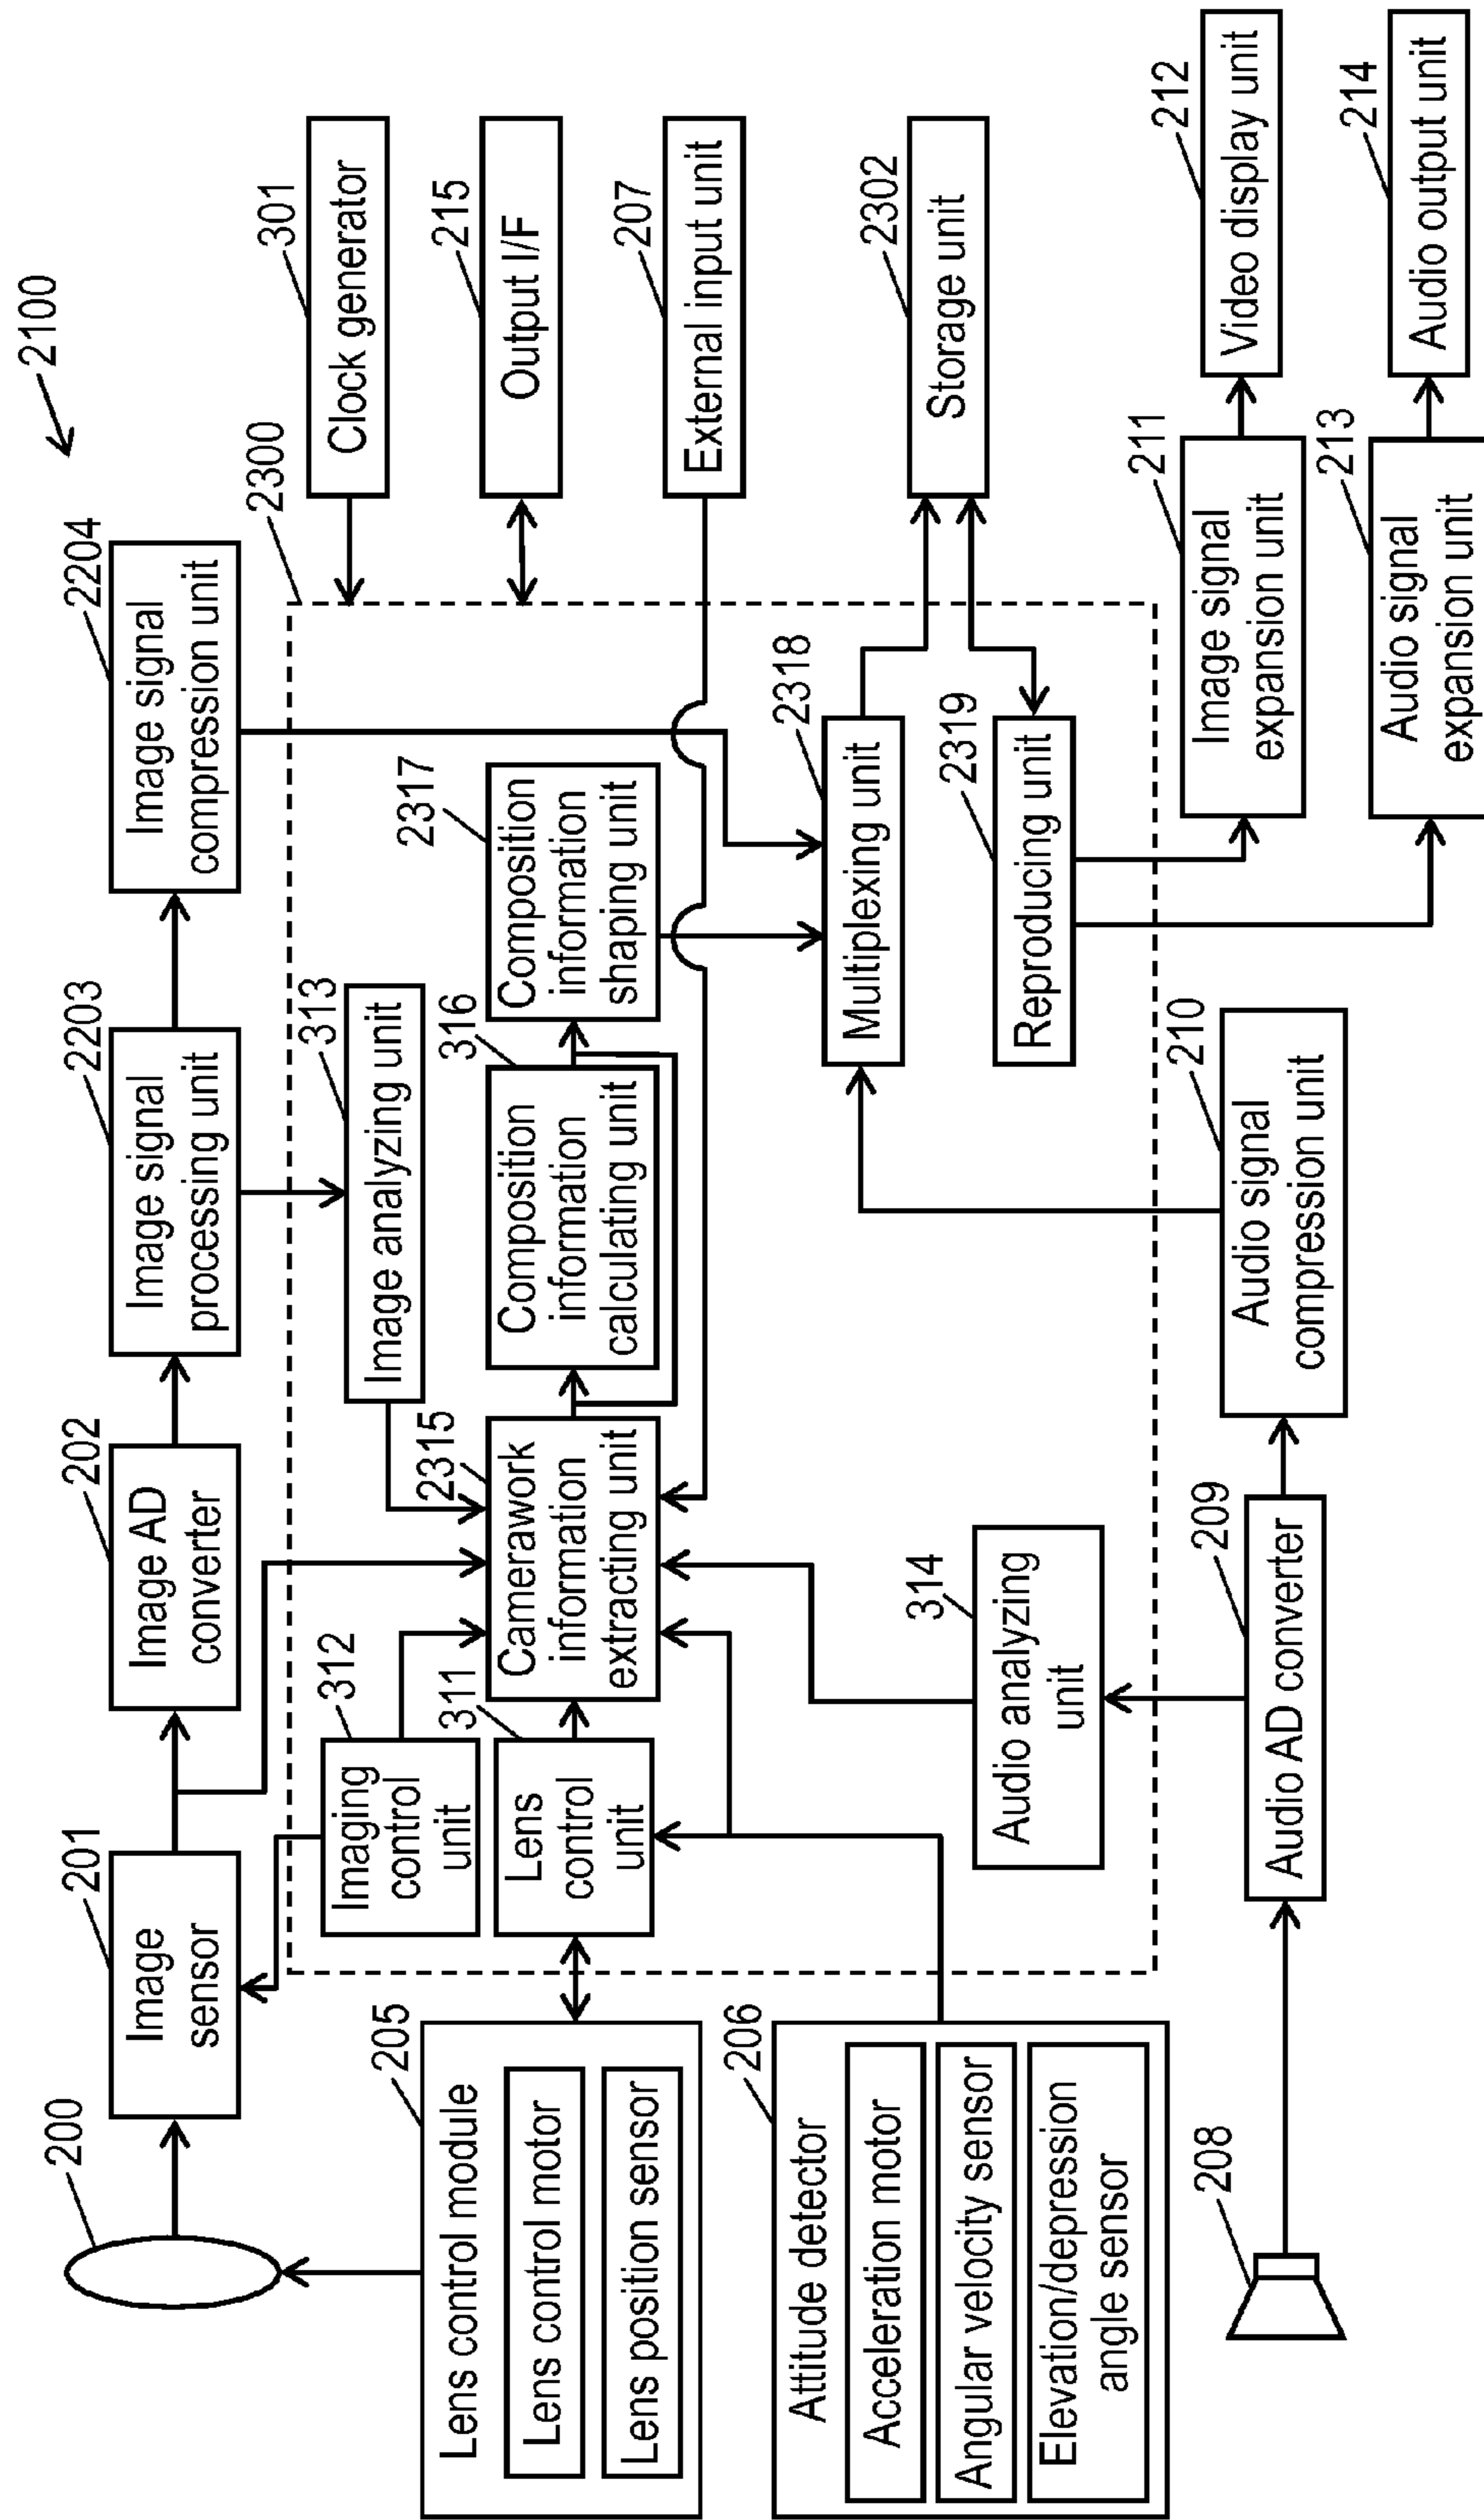 2100
200
201
Image
sensor
202
Image AD
converter
2203
Image signal
processing unit
2204
Image signal
compression unit
2300
301
Clock generator
215
Output I/F
207
External input unit
205
Lens control module
Lens control motor
Lens position sensor
312
Imaging
control
unit
311
Lens
control
unit
313
Image analyzing unit
2315
Camerawork
information
extracting unit
316
Composition
information
calculating unit
2317
Composition
information
shaping unit
206
Attitude detector
Acceleration motor
Angular velocity sensor
Elevation/depression
angle sensor
314
Audio analyzing
unit
2318
Multiplexing unit
2319
Reproducing unit
2302
Storage unit
208
209
Audio AD converter
210
Audio signal
compression unit
211
Image signal
expansion unit
212
Video display unit
213
Audio signal
expansion unit
214
Audio output unit